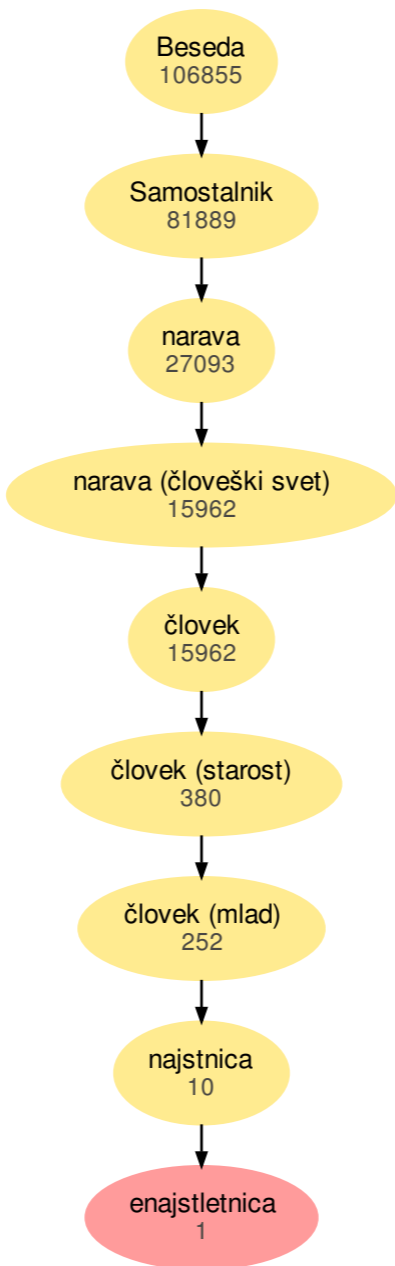 Beseda
106855
Samostalnik
81889
narava
27093
narava (človeški svet)
15962
človek
15962
človek (starost)
380
človek (mlad)
252
najstnica
10
enajstletnica
1